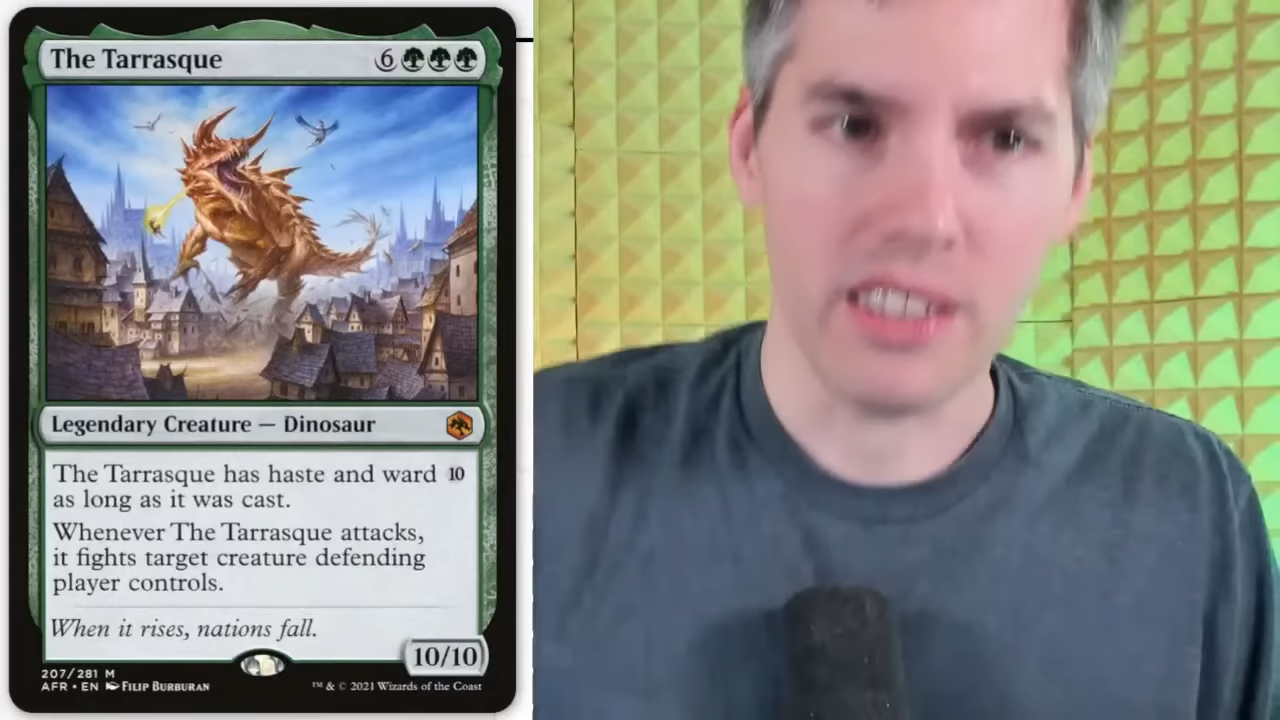 The Tarrasque 6
Legendary Creature — Dinosaur
The Tarrasque has haste and ward 10
as long as it was cast.
Whenever The Tarrasque attacks,
it fights target creature defending
player controls.
When it rises, nations fall.
10/10
207/281 M
AFR • EN Filip Burburan
™ & © 2021 Wizards of the Coast